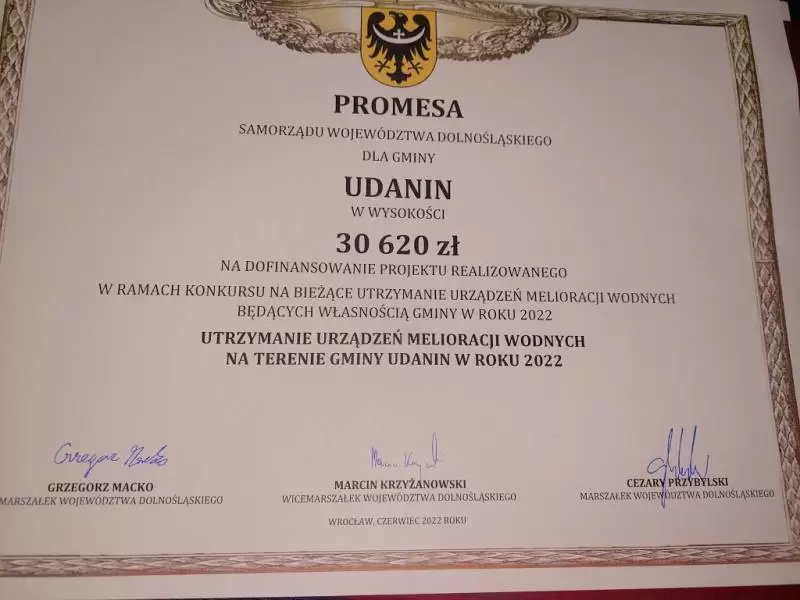 PROMESA
SAMORZĄDU WOJEWÓDZTWA DOLNOŚLĄSKIEGO
DLA GMINY
UDANIN
W WYSOKOŚCI
30 620 zł
NA DOFINANSOWANIE PROJEKTU REALIZOWANEGO
W RAMACH KONKURSU NA BIEŻĄCE UTRZYMANIE URZĄDZEŃ MELIORACJI WODNYCH
BĘDĄCYCH WŁASNOŚCIĄ GMINY W ROKU 2022
UTRZYMANIE URZĄDZEŃ MELIORACJI WODNYCH
NA TERENIE GMINY UDANIN W ROKU 2022
Grzegorz Macko
GRZEGORZ MACKO MARCIN KRZYŻANOWSKI CEZARY PRZYBYLSKI
MARSZAŁEK WOJEWÓDZTWA DOLNOŚLĄSKIEGO WICEMARSZAŁEK WOJEWÓDZTWA DOLNOŚLĄSKIEGO MARSZAŁEK WOJEWÓDZTWA DOLNOŚLĄSKIEGO
WROCŁAW, CZERWIEC 2022 ROKU